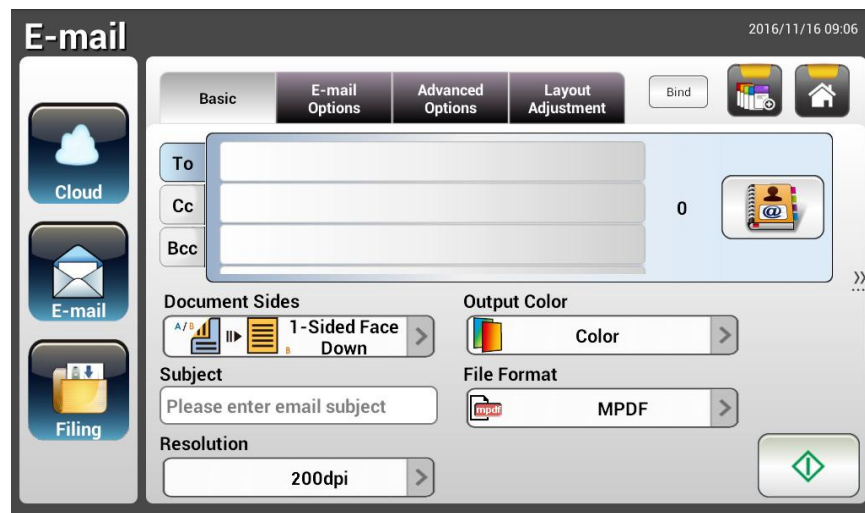 E-mail
2016/11/16 09:06
Basic
E-mail
Options
Advanced
Options
Layout
Adjustment
Bind
Cloud
E-mail
Filing
To
Cc
Bcc
0
@
Document Sides
A/B
1-Sided Face
Down
B
Output Color
Color
Subject
Please enter email subject
File Format
mpdf
MPDF
Resolution
200dpi